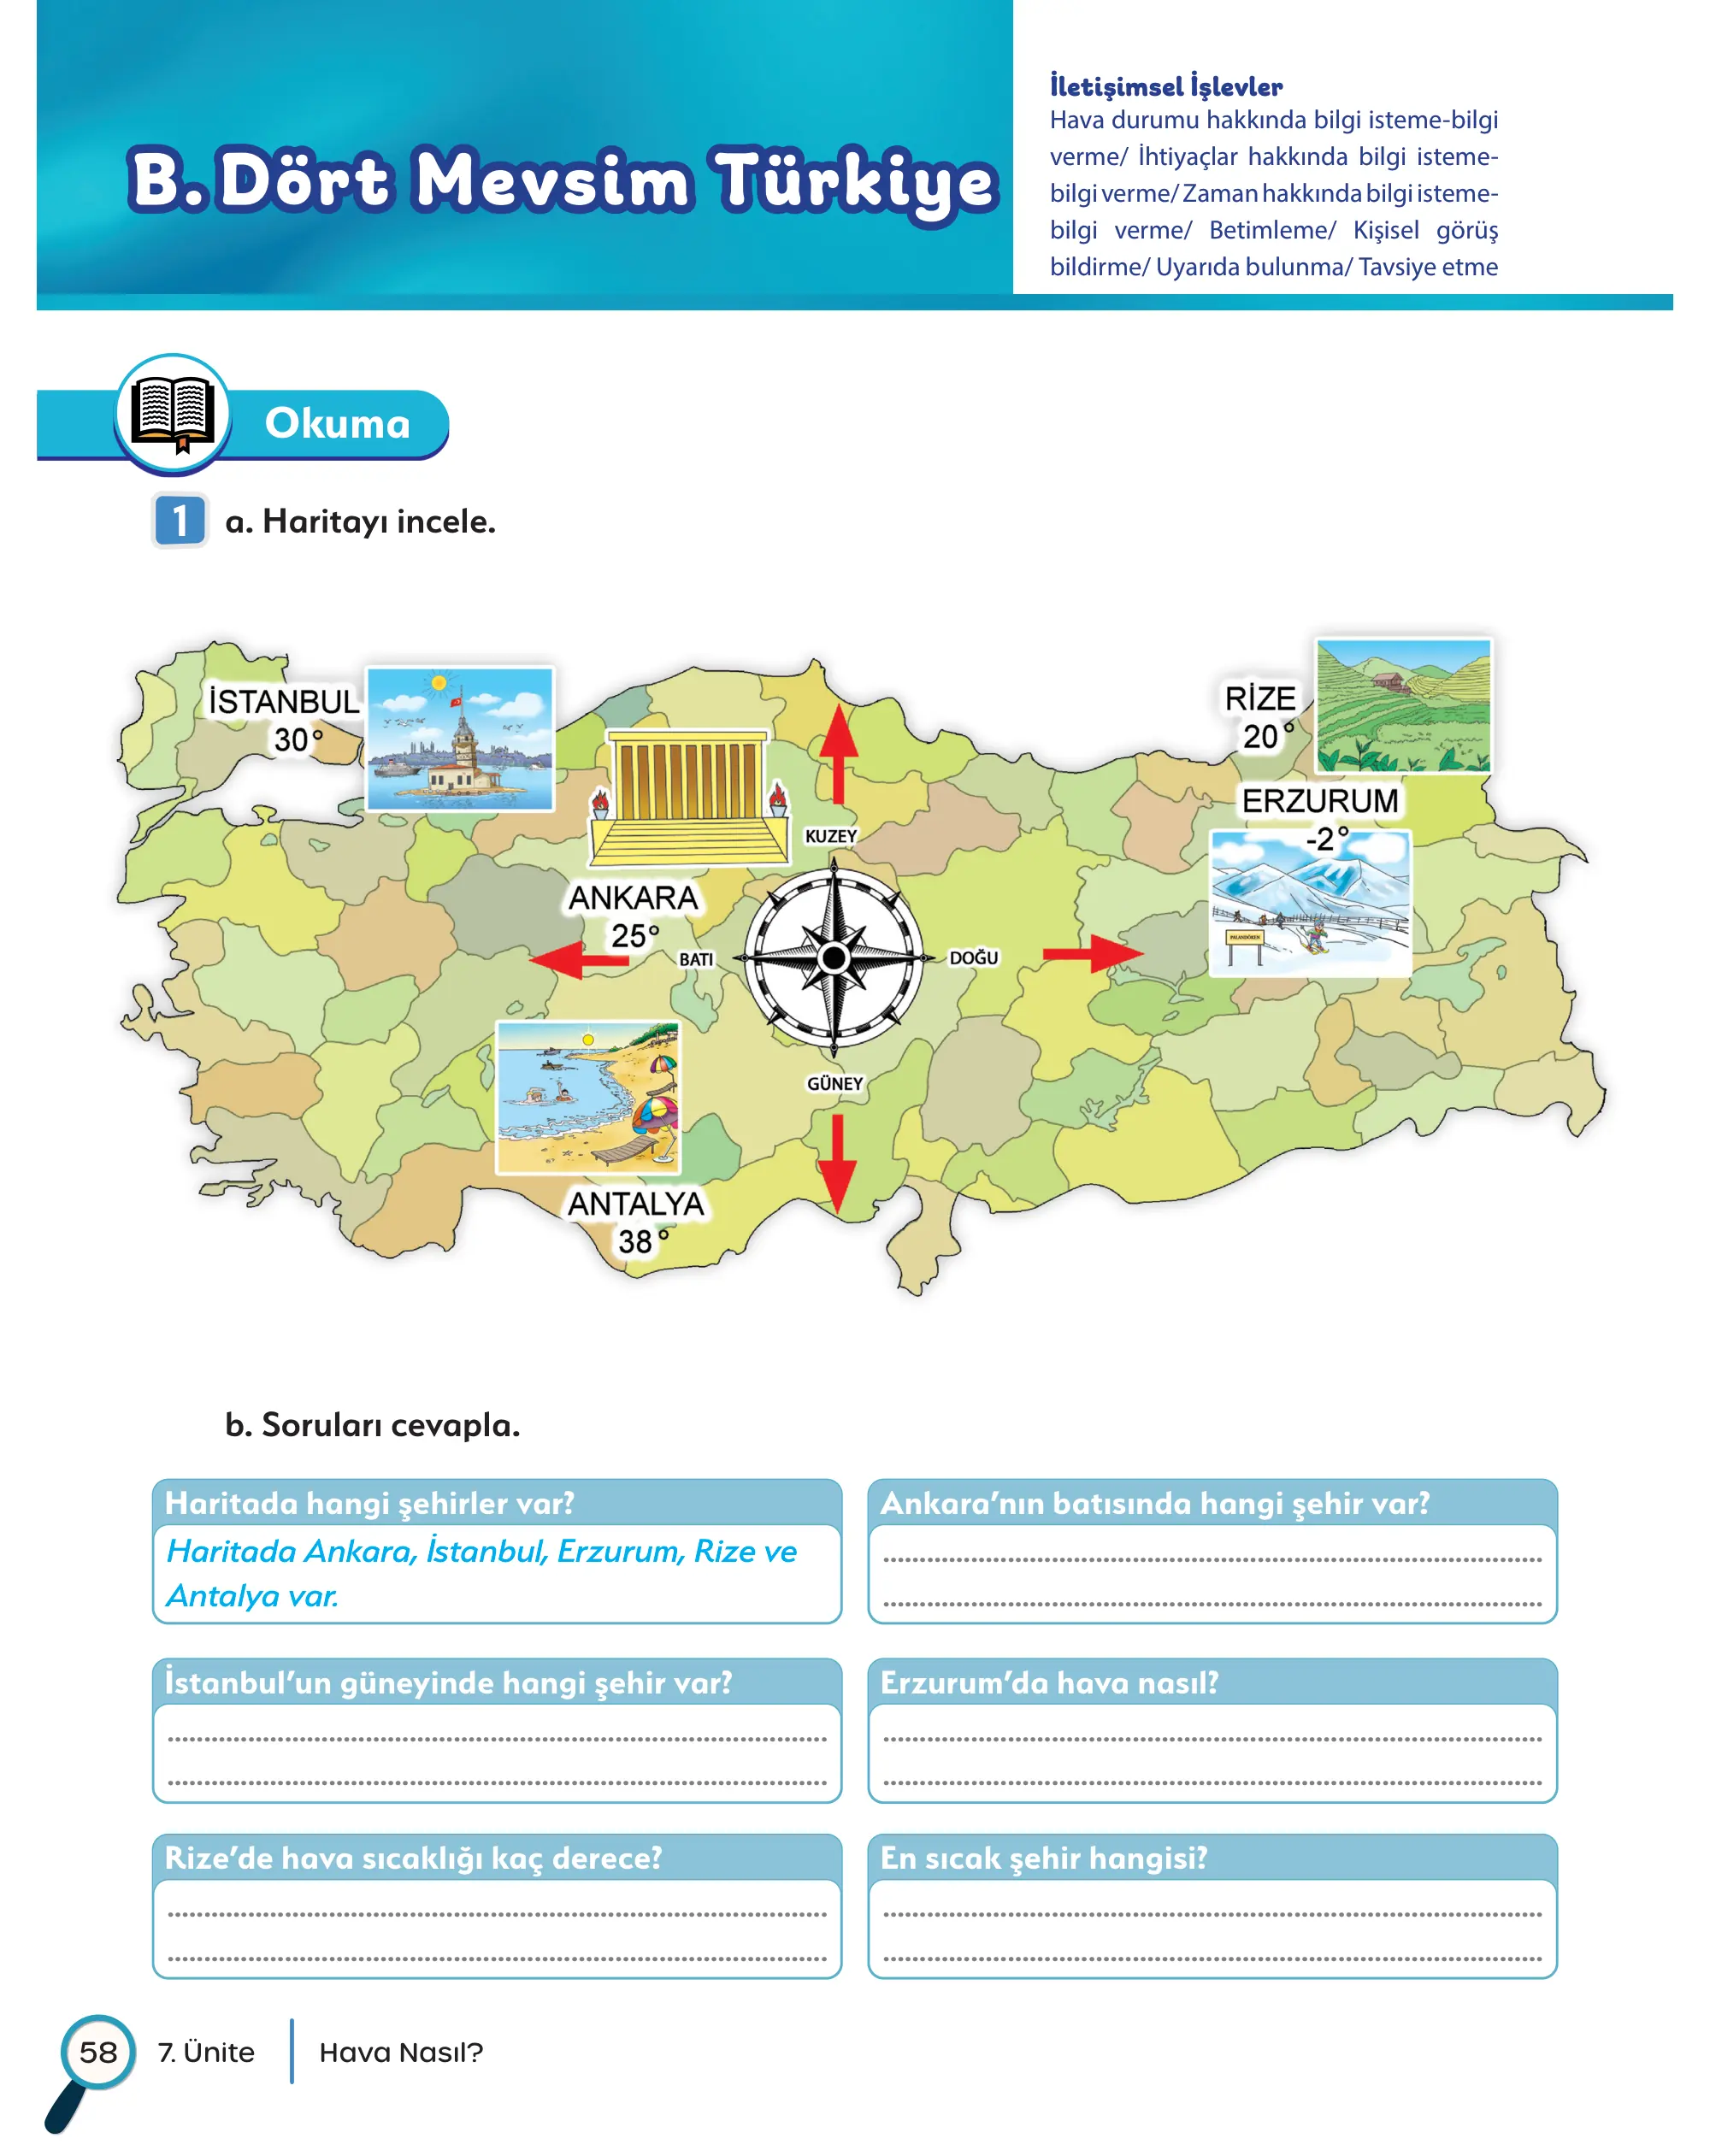 B. Dört Mevsim Türkiye
İletişimsel İşlevler
Hava durumu hakkında bilgi isteme-bilgi
verme/ İhtiyaçlar hakkında bilgi isteme-
bilgi verme/ Zaman hakkında bilgi isteme-
bilgi verme/ Betimleme/ Kişisel görüş
bildirme/ Uyarıda bulunma/ Tavsiye etme
Okuma
1 a. Haritayı incele.
İSTANBUL
30°
RİZE
20°
ERZURUM
-2°
PALANDÖKEN
KUZEY
ANKARA
25°
BATI
DOĞU
GÜNEY
ANTALYA
38°
b. Soruları cevapla.
Haritada hangi şehirler var?
Haritada Ankara, İstanbul, Erzurum, Rize ve
Antalya var.
Ankara'nın batısında hangi şehir var?
İstanbul'un güneyinde hangi şehir var?
Erzurum'da hava nasıl?
Rize'de hava sıcaklığı kaç derece?
En sıcak şehir hangisi?
58 7. Ünite Hava Nasıl?